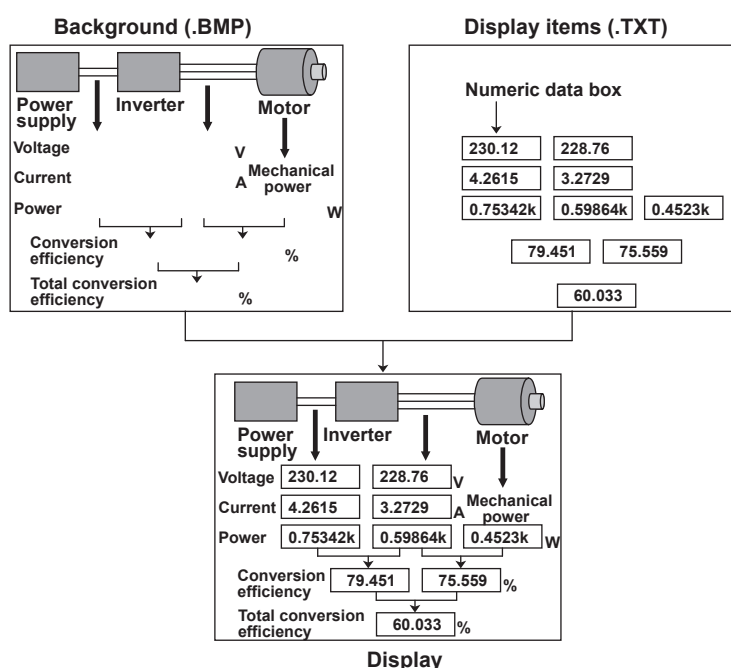 Background (.BMP)
Power
supply
Inverter
Motor
Voltage
V
Current
A
Mechanical
power
Power
W
Conversion
efficiency
%
Total conversion
efficiency
%
Display items (.TXT)
Numeric data box
230.12 228.76
4.2615 3.2729
0.75342k 0.59864k 0.4523k
79.451 75.559
60.033
Power
supply
Inverter
Motor
Voltage 230.12 228.76 V
Current 4.2615 3.2729 A
Mechanical
power
Power 0.75342k 0.59864k 0.4523k W
Conversion
efficiency
79.451 75.559 %
Total conversion
efficiency
60.033 %
Display